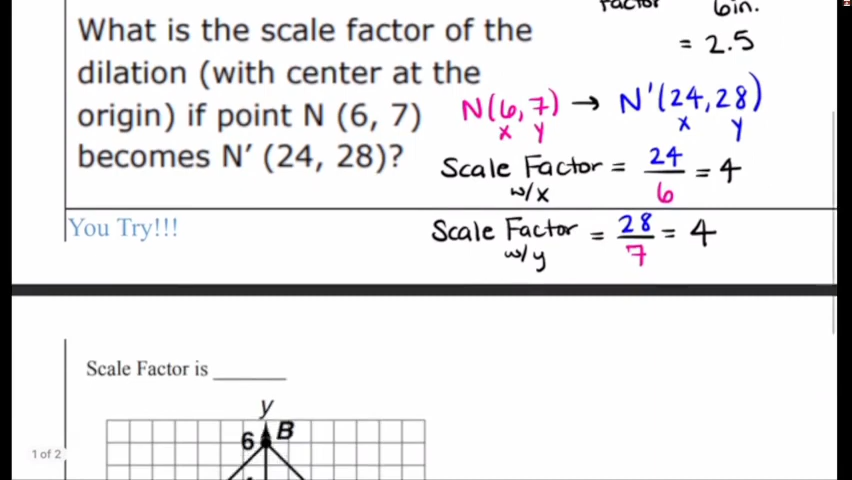 factor 6in.
What is the scale factor of the
= 2.5
dilation (with center at the
origin) if point N (6, 7)
N(6,7) → N'(24,28)
x y x y
becomes N’ (24, 28)?
Scale Factor = 24/6 = 4
w/x
You Try!!!
Scale Factor = 28/7 = 4
w/y
Scale Factor is ______
y
6 B
1 of 2